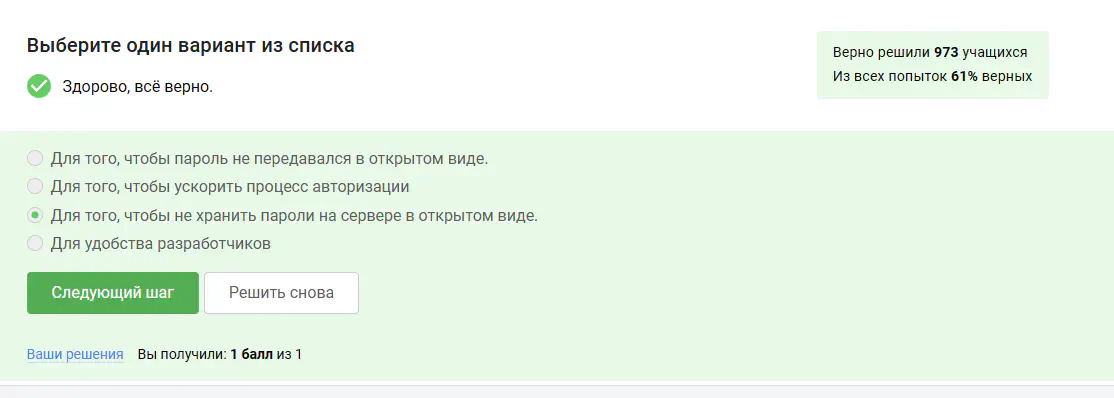 Выберите один вариант из списка
Верно решили 973 учащихся
Из всех попыток 61% верных
Здорово, всё верно.
Для того, чтобы пароль не передавался в открытом виде.
Для того, чтобы ускорить процесс авторизации
Для того, чтобы не хранить пароли на сервере в открытом виде.
Для удобства разработчиков
Следующий шаг
Решить снова
Ваши решения
Вы получили: 1 балл из 1